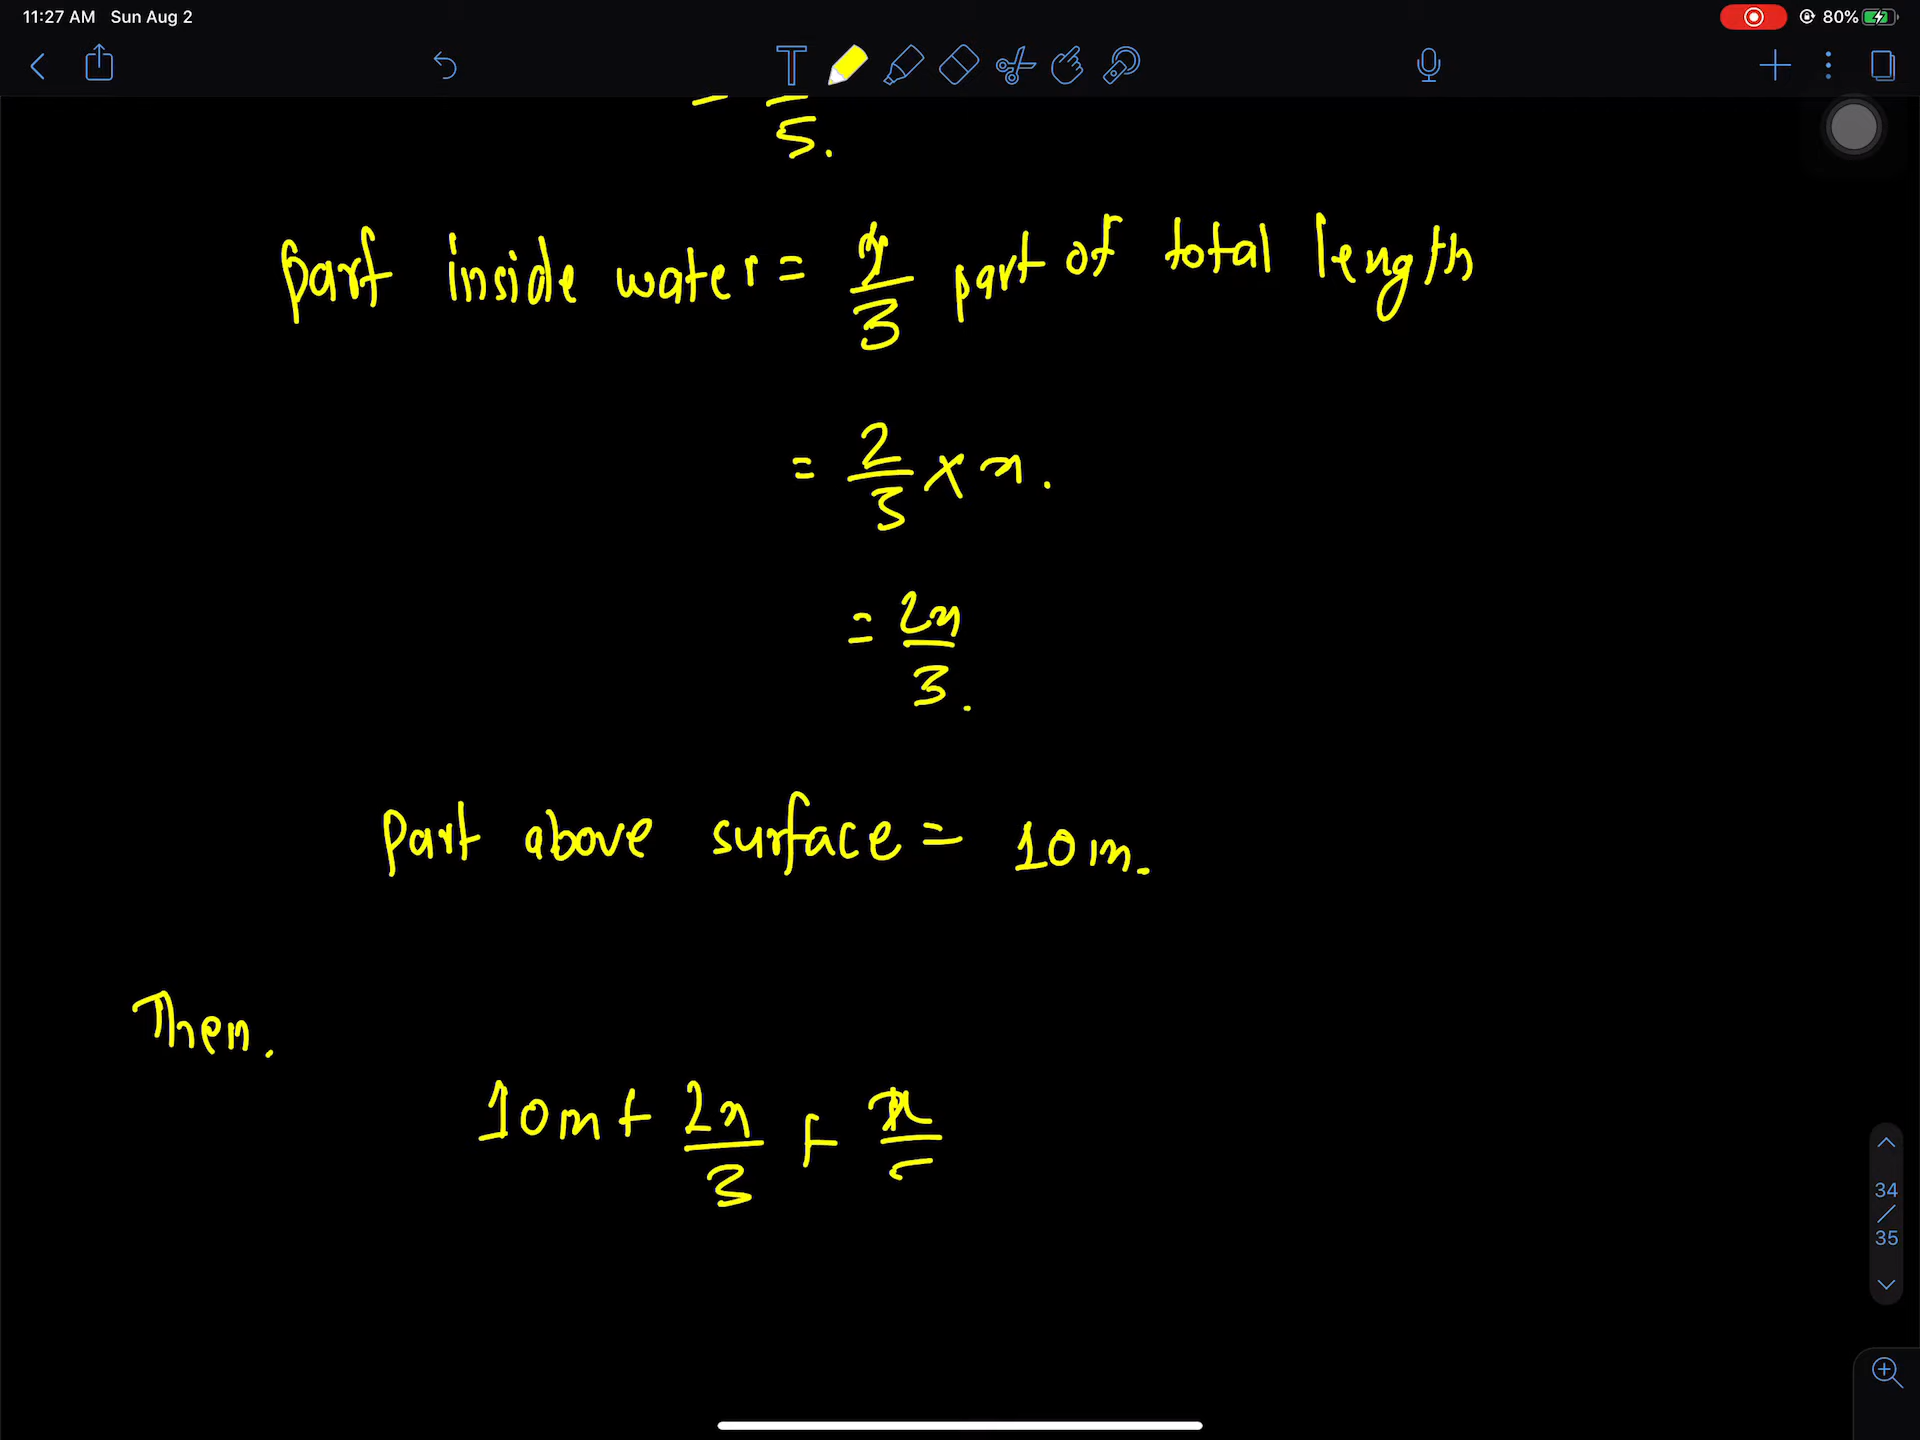 11:27 AM Sun Aug 2
80%
= 5.
part inside water = 2/3 part of total length
= 2/3 × x.
= 2x/3.
Part above surface = 10m.
Then.
10m + 2x/3 + x/
34
/
35